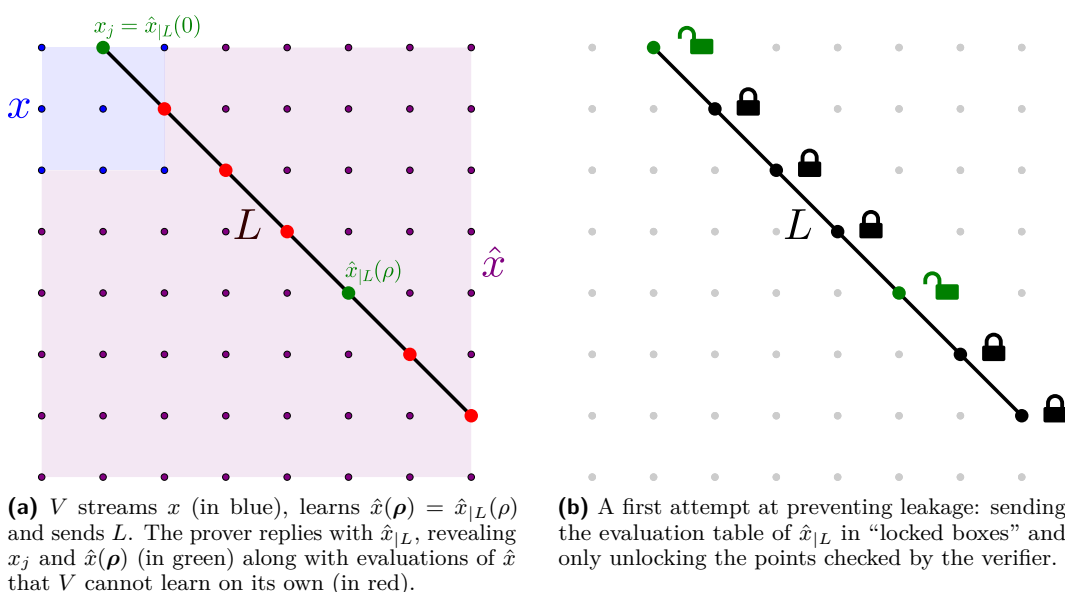 x_j = x̂_{|L}(0)
x
L
x̂_{|L}(ρ)
x̂
L
(a) V streams x (in blue), learns x̂(𝝆) = x̂_{|L}(ρ)
and sends L. The prover replies with x̂_{|L}, revealing
x_j and x̂(𝝆) (in green) along with evaluations of x̂
that V cannot learn on its own (in red).
(b) A first attempt at preventing leakage: sending
the evaluation table of x̂_{|L} in “locked boxes” and
only unlocking the points checked by the verifier.